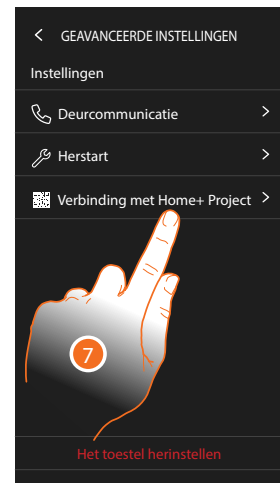 GEAVANCEERDE INSTELLINGEN
Instellingen
Deurcommunicatie
Herstart
Verbinding met Home+ Project
7
Het toestel herinstellen